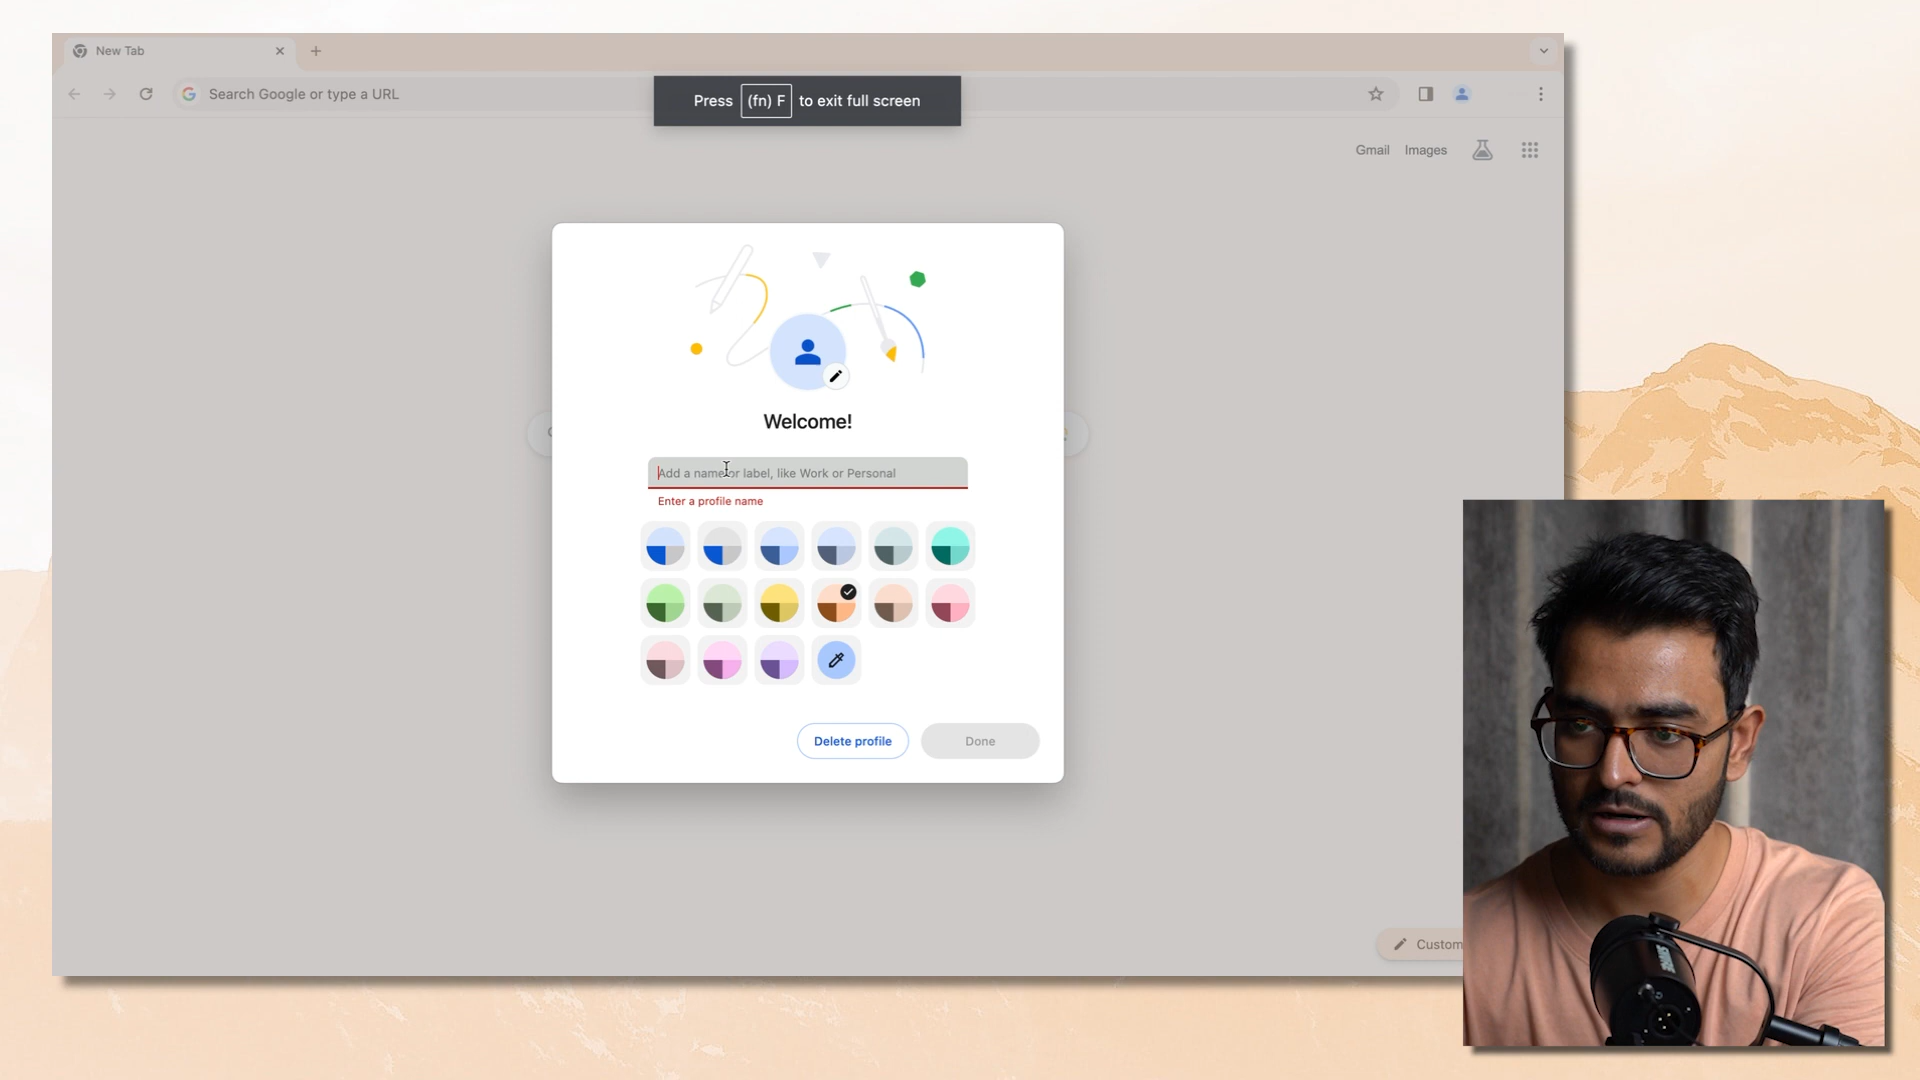 New Tab
Search Google or type a URL
Press (fn) F to exit full screen
Gmail Images
Welcome!
Add a name or label, like Work or Personal
Enter a profile name
Delete profile Done
Custom
SHURE